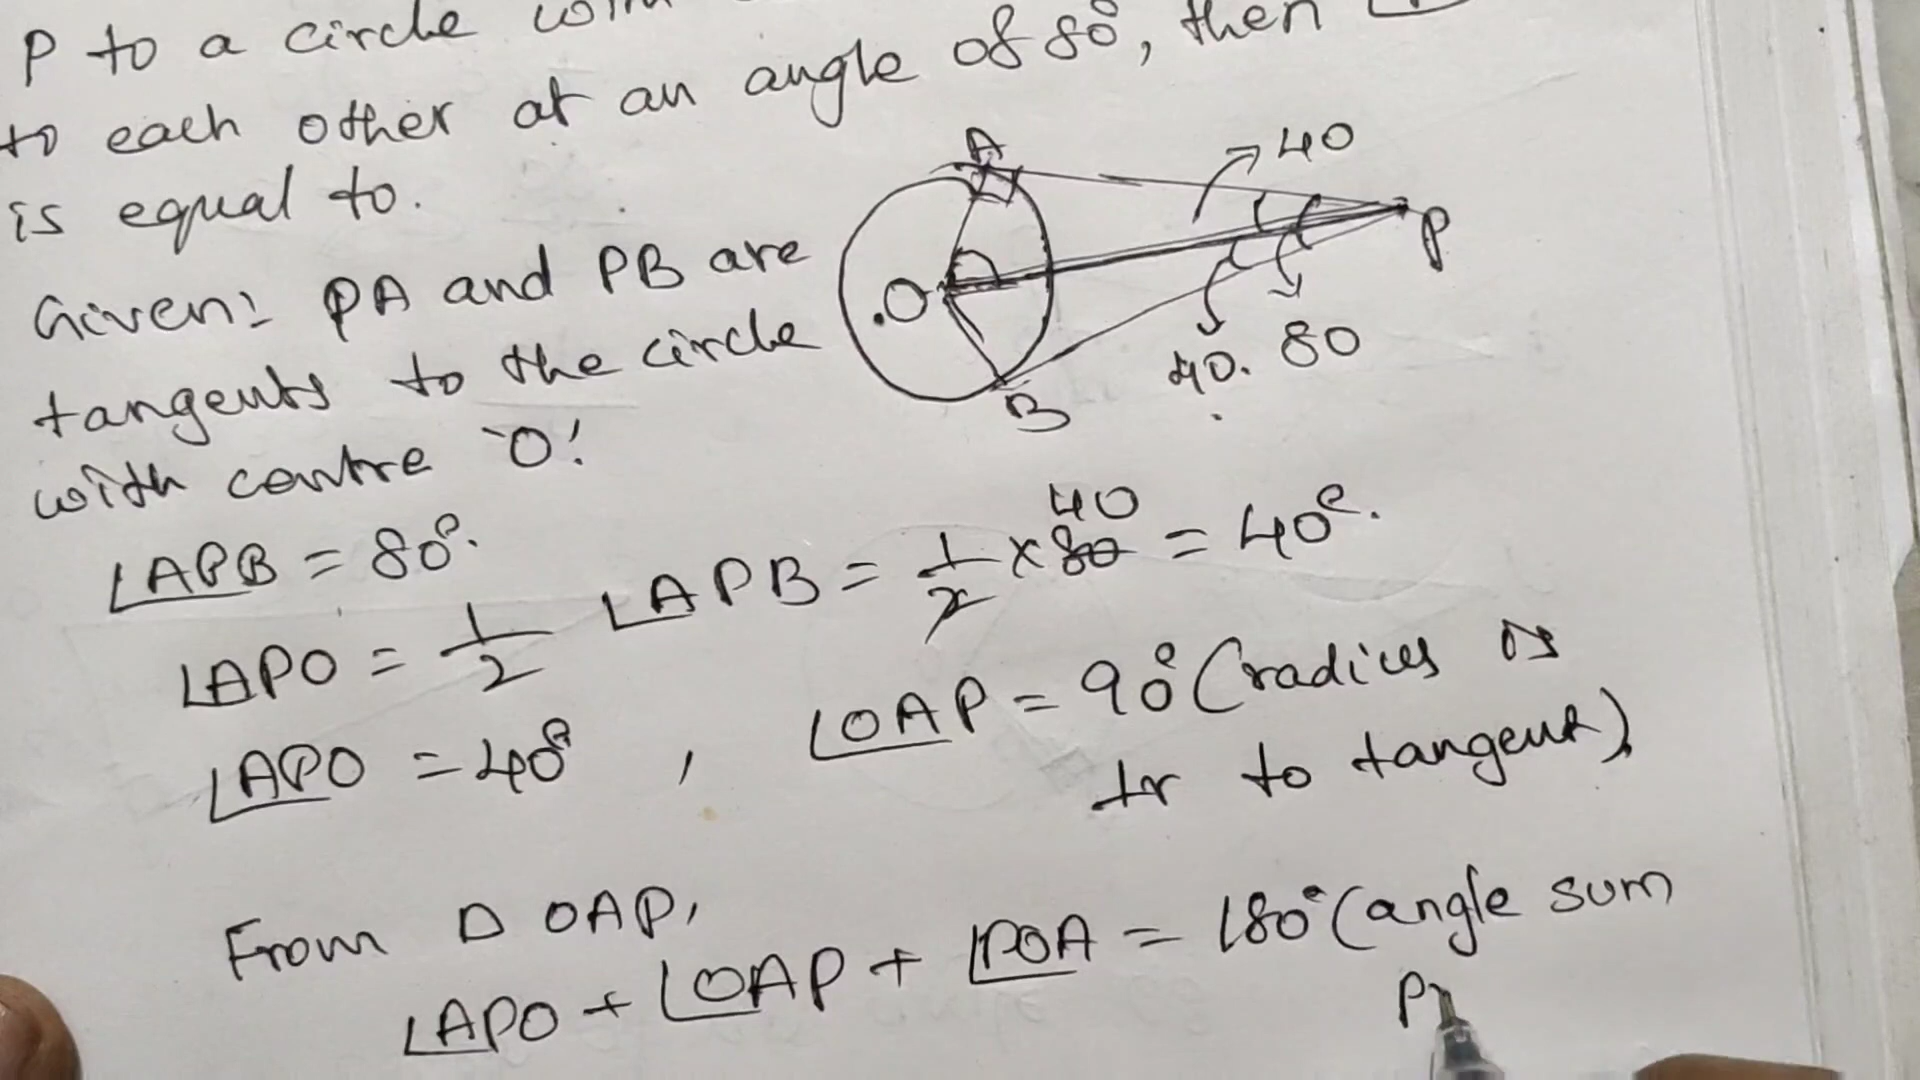 P to a circle with
to each other at an angle of 80°, then
is equal to.
Given: PA and PB are
tangents to the circle
with centre 'O'.
∠APB = 80°.
∠APO = 1/2 ∠APB = 1/2 × 80 = 40°.
40
∠APO = 40° , ∠OAP = 90° (radius is
⊥r to tangent)
From Δ OAP,
∠APO + ∠OAP + ∠POA = 180° (angle sum
A
40
P
.O
40. 80
B